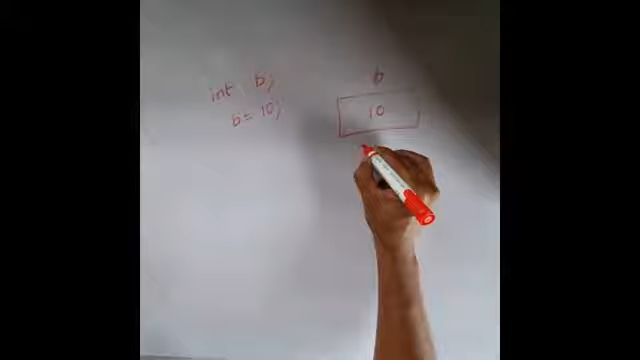 int b;
b = 10;
b
10